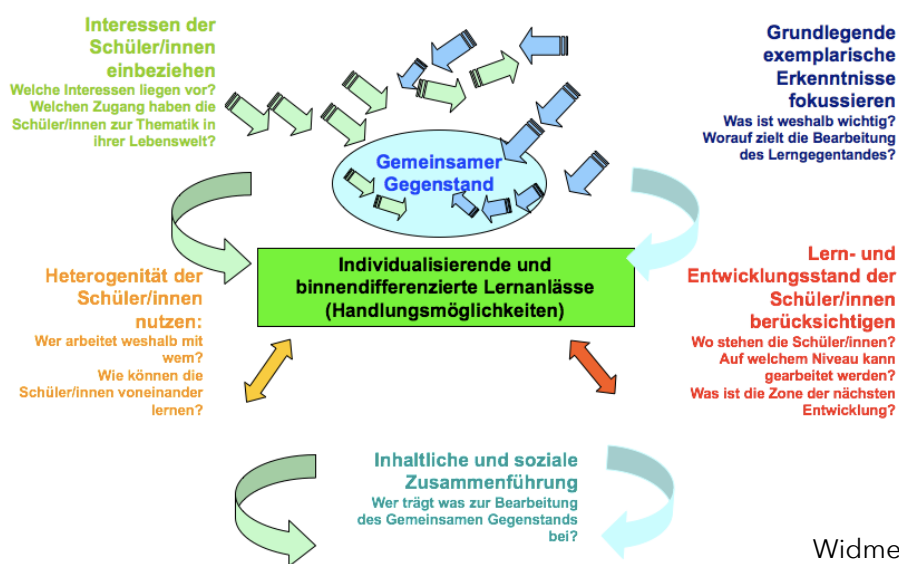 Interessen der
Schüler/innen
einbeziehen
Welche Interessen liegen vor?
Welchen Zugang haben die
Schüler/innen zur Thematik in
ihrer Lebenswelt?
Grundlegende
exemplarische
Erkenntnisse
fokussieren
Was ist weshalb wichtig?
Worauf zielt die Bearbeitung
des Lerngegentandes?
Gemeinsamer
Gegenstand
Individualisierende und
binnendifferenzierte Lernanlässe
(Handlungsmöglichkeiten)
Heterogenität der
Schüler/innen
nutzen:
Wer arbeitet weshalb mit
wem?
Wie können die
Schüler/innen voneinander
lernen?
Lern- und
Entwicklungsstand der
Schüler/innen
berücksichtigen
Wo stehen die Schüler/innen?
Auf welchem Niveau kann
gearbeitet werden?
Was ist die Zone der nächsten
Entwicklung?
Inhaltliche und soziale
Zusammenführung
Wer trägt was zur Bearbeitung
des Gemeinsamen Gegenstands
bei?
Widme